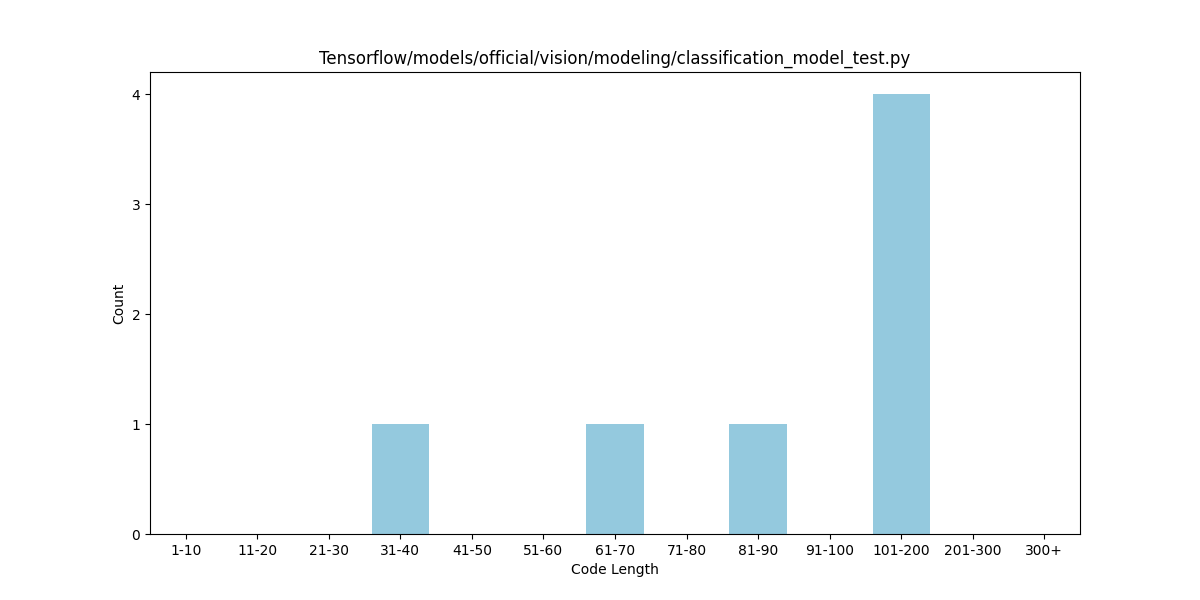 Tensorflow/models/official/vision/modeling/classification_model_test.py
4
3
2
1
0
Count
1-10 11-20 21-30 31-40 41-50 51-60 61-70 71-80 81-90 91-100 101-200 201-300 300+
Code Length